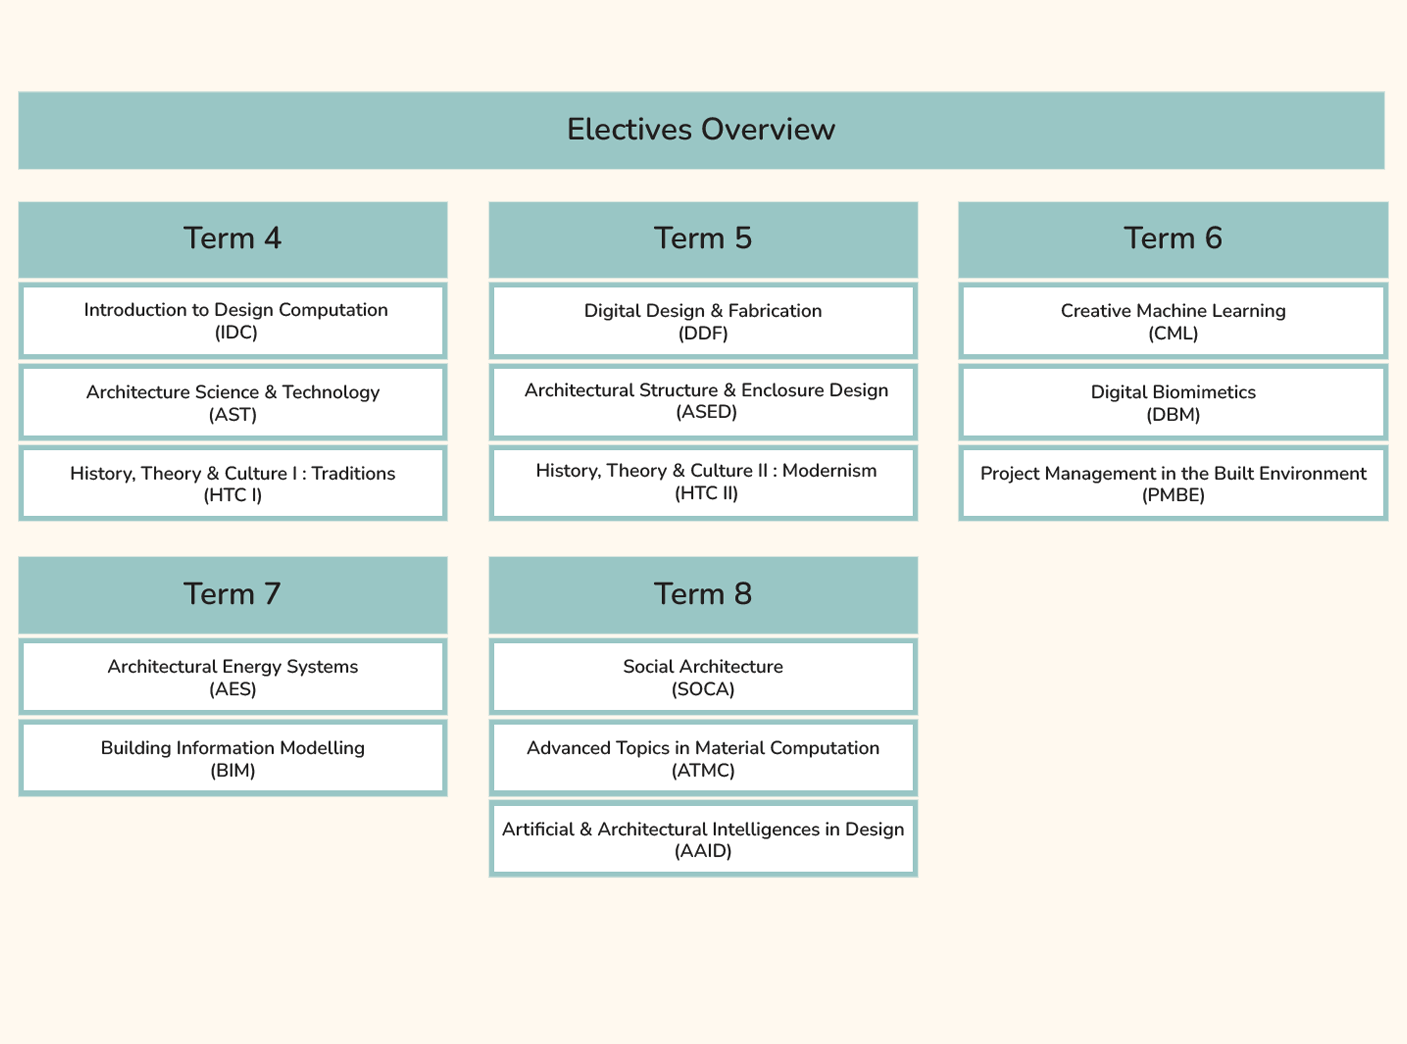 Electives Overview
Term 4
Introduction to Design Computation
(IDC)
Architecture Science & Technology
(AST)
History, Theory & Culture I : Traditions
(HTC I)
Term 5
Digital Design & Fabrication
(DDF)
Architectural Structure & Enclosure Design
(ASED)
History, Theory & Culture II : Modernism
(HTC II)
Term 6
Creative Machine Learning
(CML)
Digital Biomimetics
(DBM)
Project Management in the Built Environment
(PMBE)
Term 7
Architectural Energy Systems
(AES)
Building Information Modelling
(BIM)
Term 8
Social Architecture
(SOCA)
Advanced Topics in Material Computation
(ATMC)
Artificial & Architectural Intelligences in Design
(AAID)